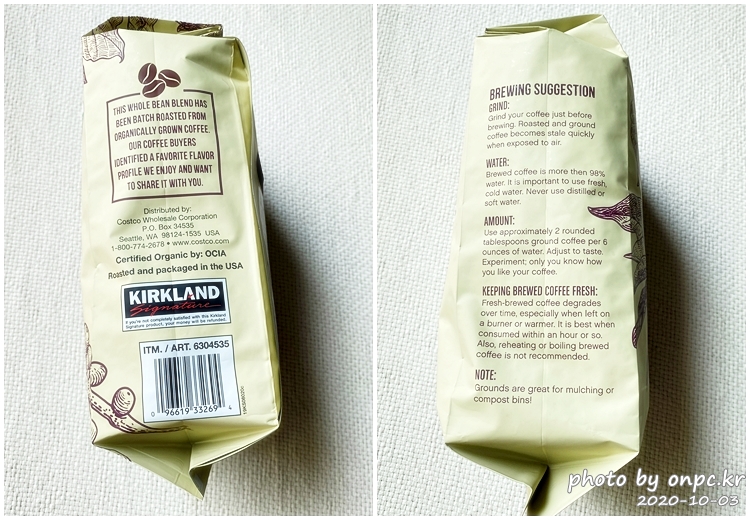 THIS WHOLE BEAN BLEND HAS
BEEN BATCH ROASTED FROM
ORGANICALLY GROWN COFFEE.
OUR COFFEE BUYERS
IDENTIFIED A FAVORITE FLAVOR
PROFILE WE ENJOY AND WANT
TO SHARE IT WITH YOU.
Distributed by:
Costco Wholesale Corporation
P.O. Box 34535
Seattle, WA 98124-1535 USA
1-800-774-2678 • www.costco.com
Certified Organic by: OCIA
Roasted and packaged in the USA
KIRKLAND
Signature
If you're not completely satisfied with this Kirkland
Signature product, your money will be refunded.
ITM. / ART. 6304535
0 96619 33269 4
BREWING SUGGESTION
GRIND:
Grind your coffee just before
brewing. Roasted and ground
coffee becomes stale quickly
when exposed to air.
WATER:
Brewed coffee is more then 98%
water. It is important to use fresh,
cold water. Never use distilled or
soft water.
AMOUNT:
Use approximately 2 rounded
tablespoons ground coffee per 6
ounces of water. Adjust to taste.
Experiment; only you know how
you like your coffee.
KEEPING BREWED COFFEE FRESH:
Fresh-brewed coffee degrades
over time, especially when left on
a burner or warmer. It is best when
consumed within an hour or so.
Also, reheating or boiling brewed
coffee is not recommended.
NOTE:
Grounds are great for mulching or
compost bins!
photo by onpc.kr
2020-10-03